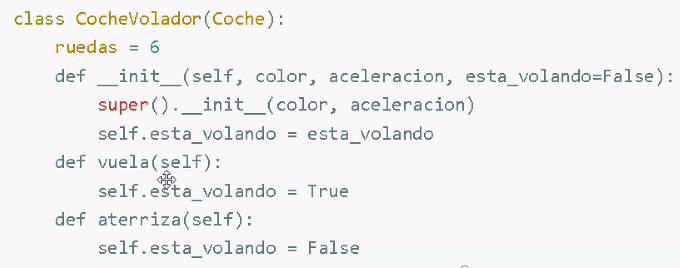 class CocheVolador(Coche):
    ruedas = 6
    def __init__(self, color, aceleracion, esta_volando=False):
        super().__init__(color, aceleracion)
        self.esta_volando = esta_volando
    def vuela(self):
        self.esta_volando = True
    def aterriza(self):
        self.esta_volando = False